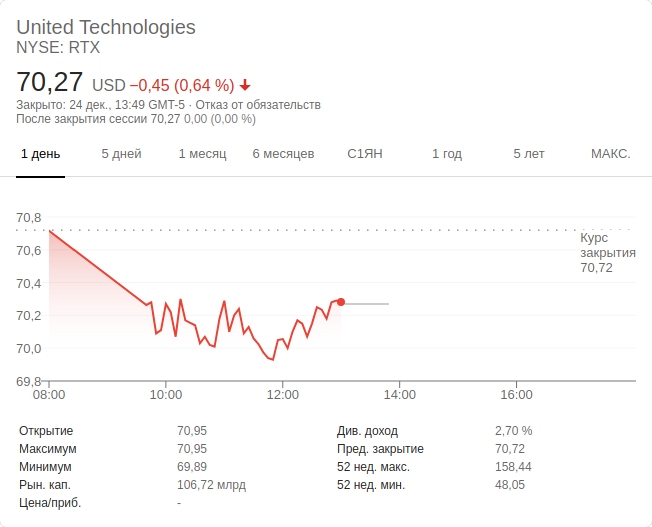 United Technologies
NYSE: RTX
70,27 USD −0,45 (0,64 %)
Закрыто: 24 дек., 13:49 GMT-5 · Отказ от обязательств
После закрытия сессии 70,27 0,00 (0,00 %)
1 день 5 дней 1 месяц 6 месяцев С1ЯН 1 год 5 лет МАКС.
70,8
Курс
70,6
закрытия
70,72
70,4
70,2
70,0
69,8
08:00 10:00 12:00 14:00 16:00
Открытие 70,95 Див. доход 2,70 %
Максимум 70,95 Пред. закрытие 70,72
Минимум 69,89 52 нед. макс. 158,44
Рын. кап. 106,72 млрд 52 нед. мин. 48,05
Цена/приб. -